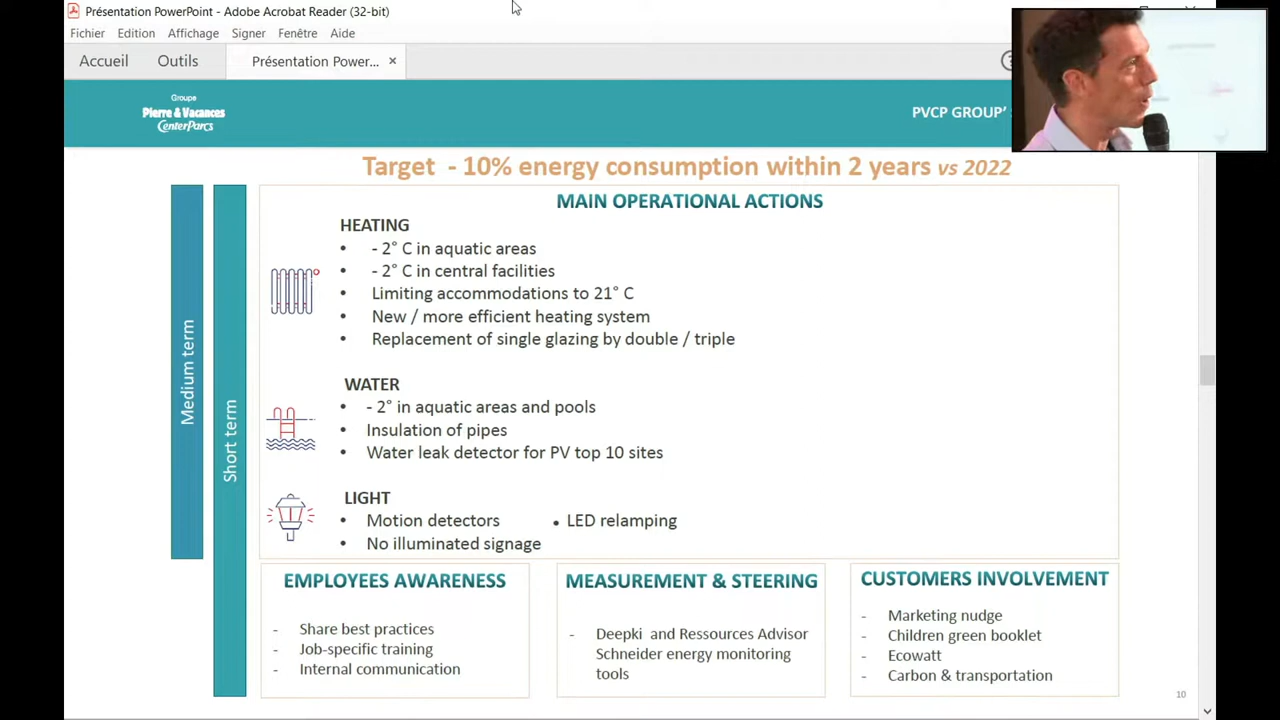 Présentation PowerPoint - Adobe Acrobat Reader (32-bit)
Fichier Edition Affichage Signer Fenêtre Aide
Accueil Outils Présentation Power... ×
Groupe
Pierre & Vacances
CenterParcs
PVCP GROUP'
Target - 10% energy consumption within 2 years vs 2022
Medium term
Short term
MAIN OPERATIONAL ACTIONS
HEATING
• - 2° C in aquatic areas
• - 2° C in central facilities
• Limiting accommodations to 21° C
• New / more efficient heating system
• Replacement of single glazing by double / triple
WATER
• - 2° in aquatic areas and pools
• Insulation of pipes
• Water leak detector for PV top 10 sites
LIGHT
• Motion detectors • LED relamping
• No illuminated signage
EMPLOYEES AWARENESS
- Share best practices
- Job-specific training
- Internal communication
MEASUREMENT & STEERING
- Deepki and Ressources Advisor
Schneider energy monitoring
tools
CUSTOMERS INVOLVEMENT
- Marketing nudge
- Children green booklet
- Ecowatt
- Carbon & transportation
10